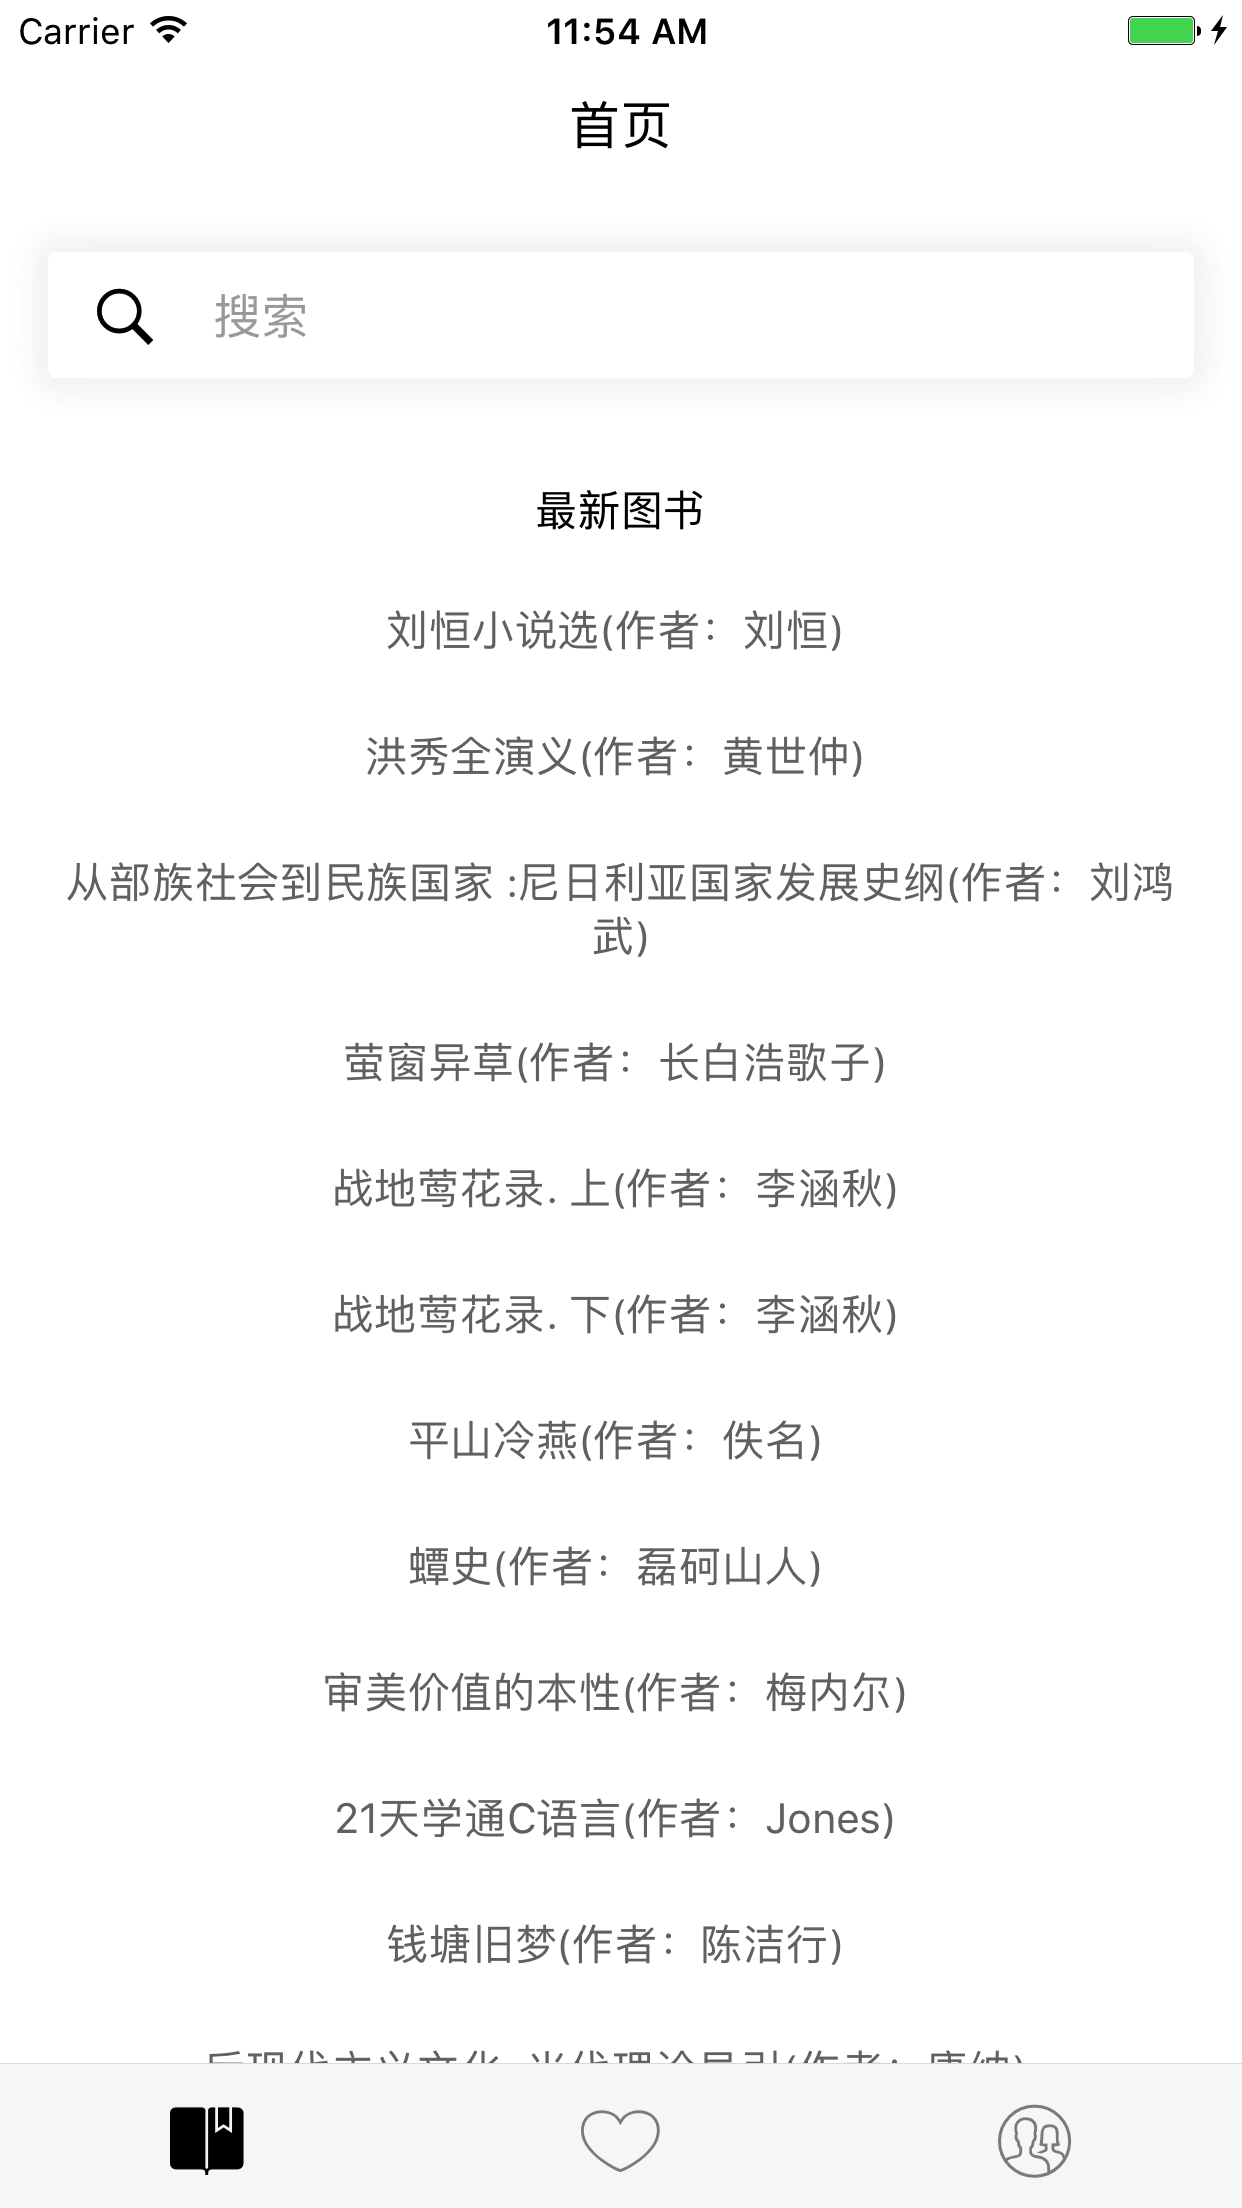 Carrier
11:54 AM
首页
搜索
最新图书
刘恒小说选(作者：刘恒)
洪秀全演义(作者：黄世仲)
从部族社会到民族国家 :尼日利亚国家发展史纲(作者：刘鸿
武)
萤窗异草(作者：长白浩歌子)
战地莺花录. 上(作者：李涵秋)
战地莺花录. 下(作者：李涵秋)
平山冷燕(作者：佚名)
蟫史(作者：磊砢山人)
审美价值的本性(作者：梅内尔)
21天学通C语言(作者：Jones)
钱塘旧梦(作者：陈洁行)